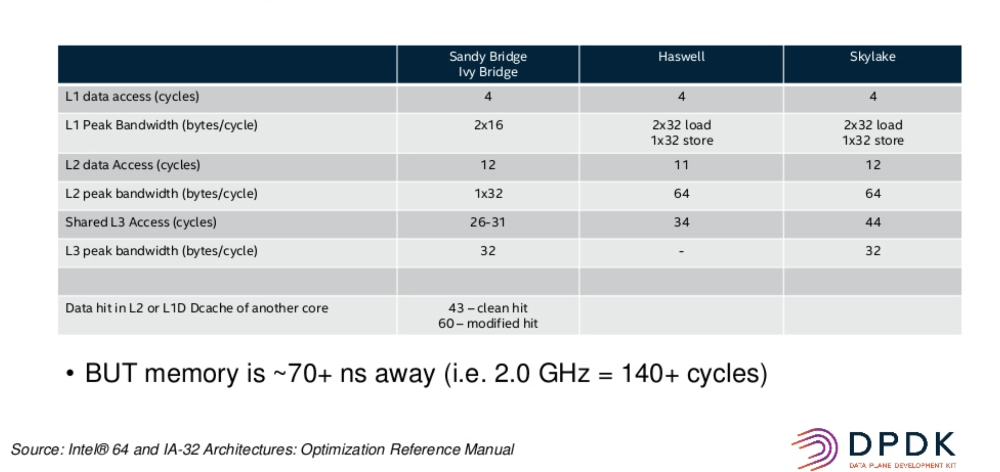 Sandy Bridge Haswell Skylake
Ivy Bridge
L1 data access (cycles) 4 4 4
L1 Peak Bandwidth (bytes/cycle) 2x16 2x32 load 2x32 load
1x32 store 1x32 store
L2 data Access (cycles) 12 11 12
L2 peak bandwidth (bytes/cycle) 1x32 64 64
Shared L3 Access (cycles) 26-31 34 44
L3 peak bandwidth (bytes/cycle) 32 - 32
Data hit in L2 or L1D Dcache of another core 43 – clean hit
60 – modified hit
• BUT memory is ~70+ ns away (i.e. 2.0 GHz = 140+ cycles)
Source: Intel® 64 and IA-32 Architectures: Optimization Reference Manual
DPDK
DATA PLANE DEVELOPMENT KIT